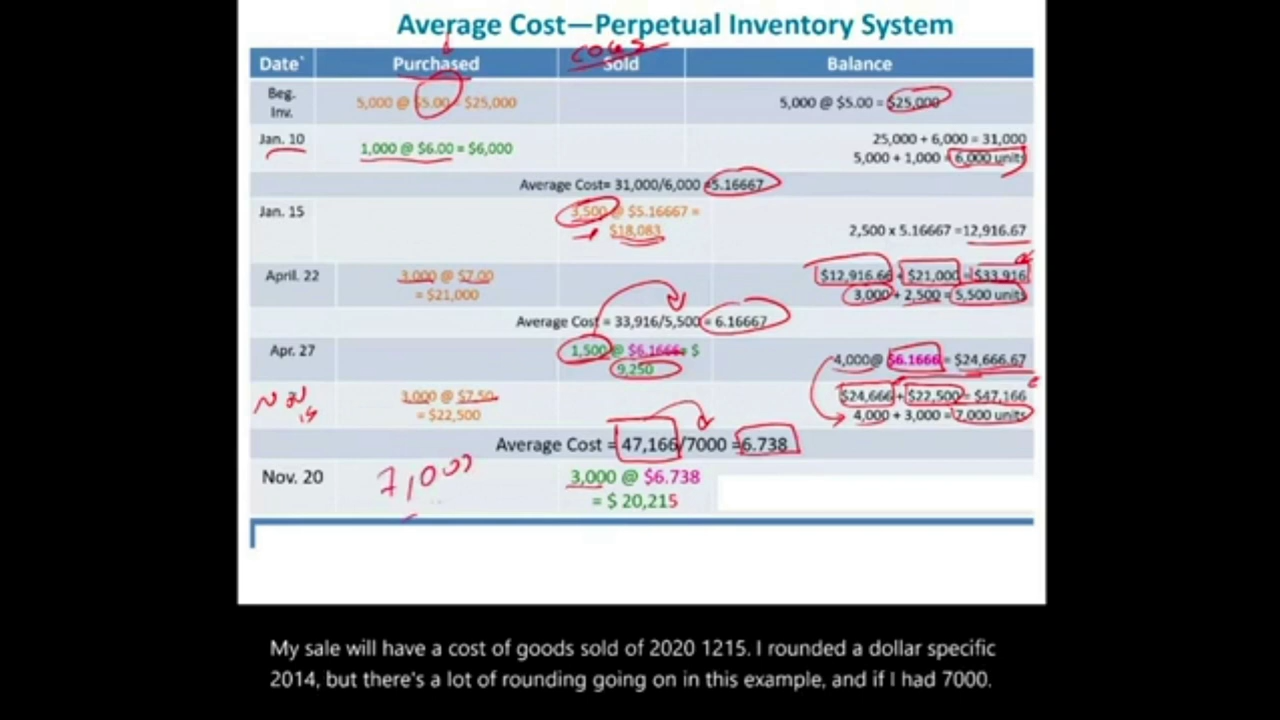 Average Cost—Perpetual Inventory System
Date` Purchased Sold Balance
COGS
Beg. Inv. 5,000 @ $5.00 = $25,000 5,000 @ $5.00 = $25,000
Jan. 10 1,000 @ $6.00 = $6,000 25,000 + 6,000 = 31,000
5,000 + 1,000 = 6,000 units
Average Cost= 31,000/6,000 =5.16667
Jan. 15 3,500 @ $5.16667 =
$18,083 2,500 x 5.16667 =12,916.67
April. 22 3,000 @ $7.00 $12,916.66 + $21,000 = $33,916
= $21,000 3,000 + 2,500 = 5,500 units
Average Cost = 33,916/5,500 = 6.16667
Apr. 27 1,500 @ $6.1666= $
9,250 4,000@ $6.1666 = $24,666.67
3,000 @ $7.50 $24,666 + $22,500 = $47,166
= $22,500 4,000 + 3,000 = 7,000 units
Average Cost = 47,166/7000 =6.738
Nov. 20 7,000 3,000 @ $6.738
= $ 20,215
My sale will have a cost of goods sold of 2020 1215. I rounded a dollar specific
2014, but there's a lot of rounding going on in this example, and if I had 7000.